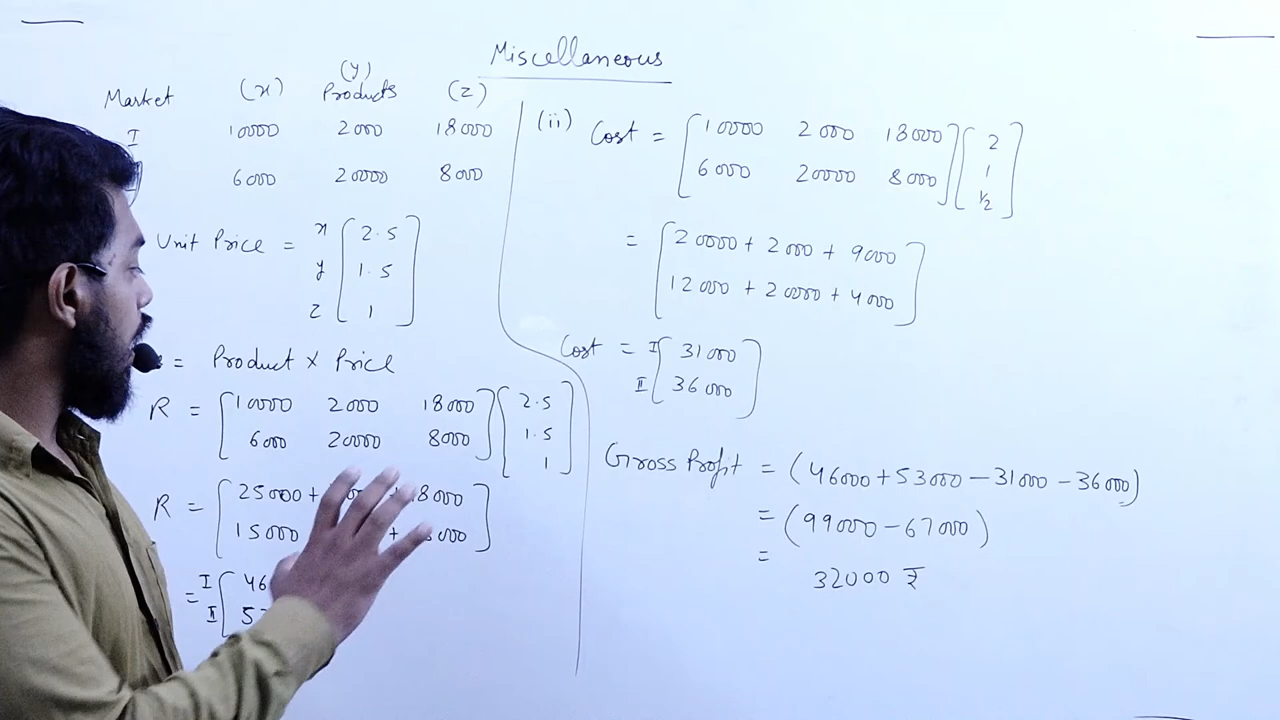 Miscellaneous
Market (x) (y) Products (z)
I 10000 2000 18000
6000 20000 8000
Unit Price = x [ 2.5 ]
y [ 1.5 ]
z [ 1 ]
= Product × Price
R = [ 10000 2000 18000 ] [ 2.5 ]
[ 6000 20000 8000 ] [ 1.5 ]
[ 1 ]
R = [ 25000 + + 18000 ]
[ 15000 + 8000 ]
= I [ 46
II [ 5
(ii) Cost = [ 10000 2000 18000 ] [ 2 ]
[ 6000 20000 8000 ] [ 1 ]
[ 1/2 ]
= [ 20000 + 2000 + 9000 ]
[ 12000 + 20000 + 4000 ]
Cost = I [ 31000 ]
II [ 36000 ]
Gross Profit = (46000 + 53000 − 31000 − 36000)
= (99000 − 67000)
=
32000 ₹